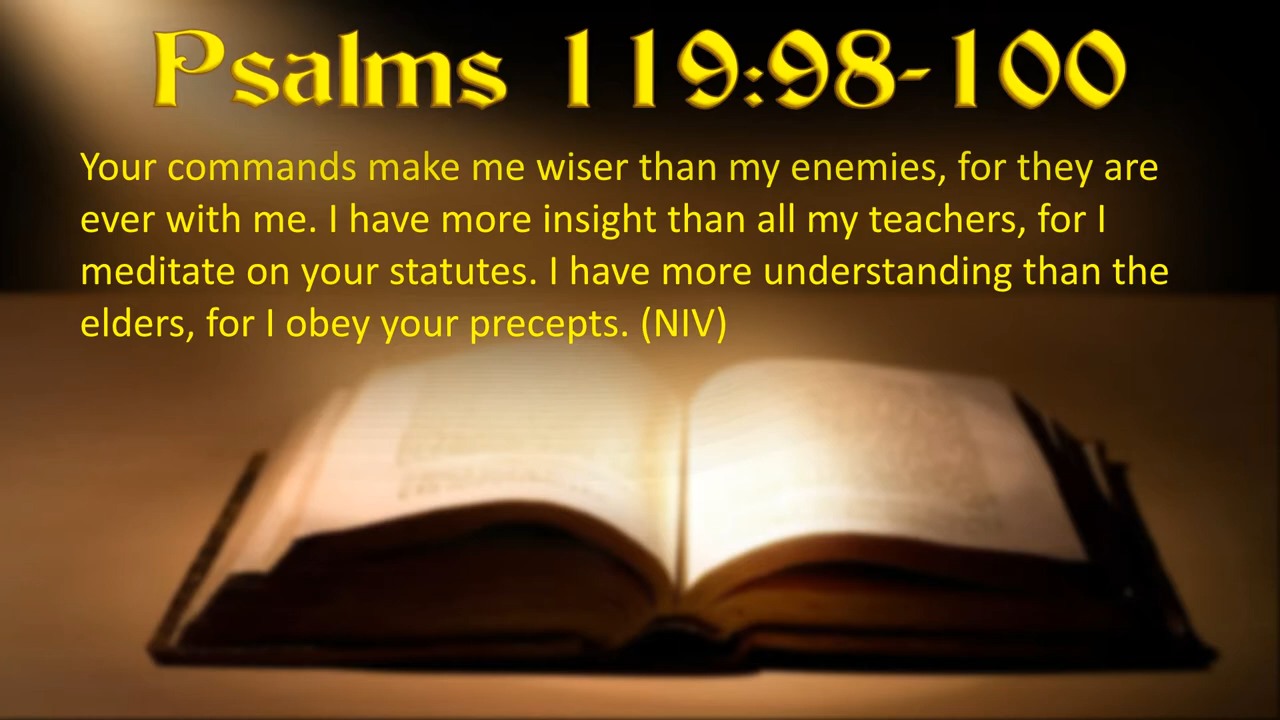 Psalms 119:98-100
Your commands make me wiser than my enemies, for they are
ever with me. I have more insight than all my teachers, for I
meditate on your statutes. I have more understanding than the
elders, for I obey your precepts. (NIV)